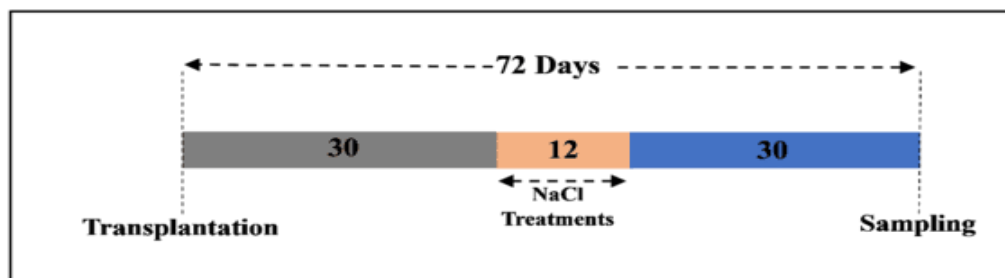 72 Days
30 12 30
NaCl
Treatments
Transplantation Sampling